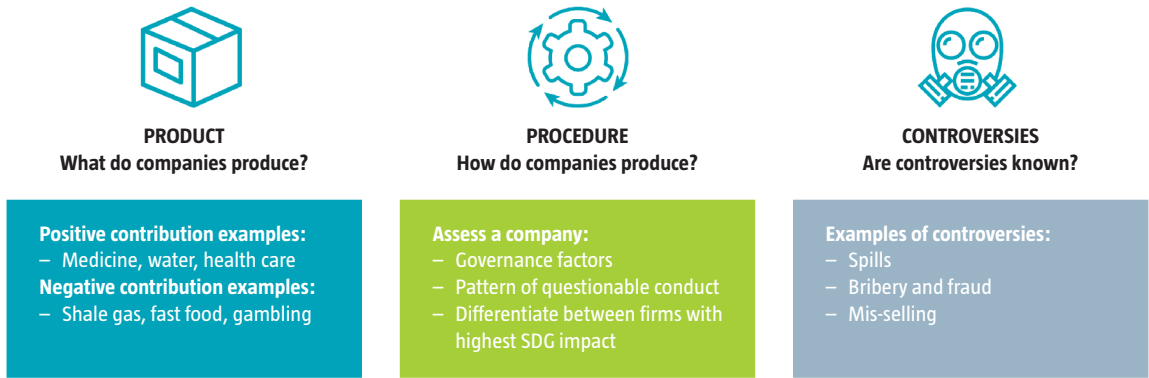 PRODUCT
What do companies produce?
Positive contribution examples:
– Medicine, water, health care
Negative contribution examples:
– Shale gas, fast food, gambling
PROCEDURE
How do companies produce?
Assess a company:
– Governance factors
– Pattern of questionable conduct
– Differentiate between firms with
highest SDG impact
CONTROVERSIES
Are controversies known?
Examples of controversies:
– Spills
– Bribery and fraud
– Mis-selling